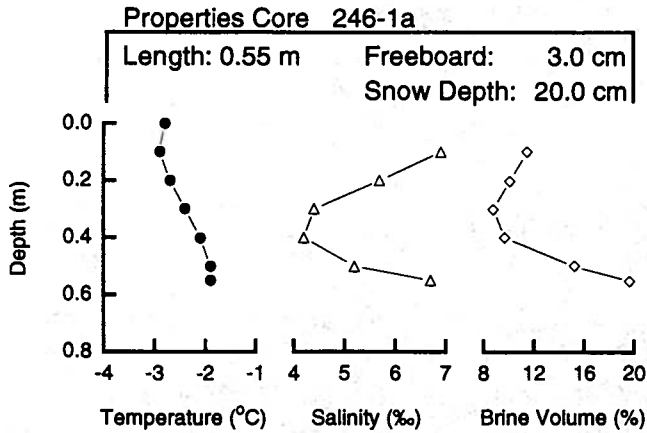 Properties Core 246-1a
Length: 0.55 m Freeboard: 3.0 cm
Snow Depth: 20.0 cm
0.0
0.2
0.4
0.6
0.8
Depth (m)
-4 -3 -2 -1 4 5 6 7 8 12 16 20
Temperature (°C) Salinity (‰) Brine Volume (%)